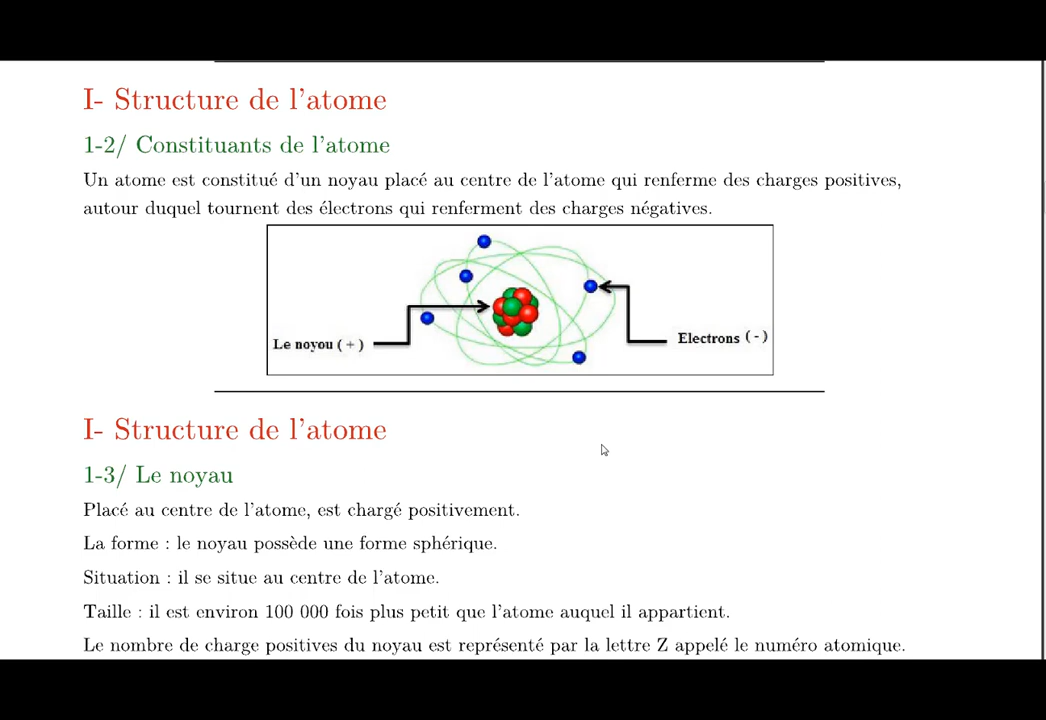 I- Structure de l'atome
1-2/ Constituants de l'atome
Un atome est constitué d'un noyau placé au centre de l'atome qui renferme des charges positives,
autour duquel tournent des électrons qui renferment des charges négatives.
Le noyou ( + )
Electrons ( - )
I- Structure de l'atome
1-3/ Le noyau
Placé au centre de l'atome, est chargé positivement.
La forme : le noyau possède une forme sphérique.
Situation : il se situe au centre de l'atome.
Taille : il est environ 100 000 fois plus petit que l'atome auquel il appartient.
Le nombre de charge positives du noyau est représenté par la lettre Z appelé le numéro atomique.